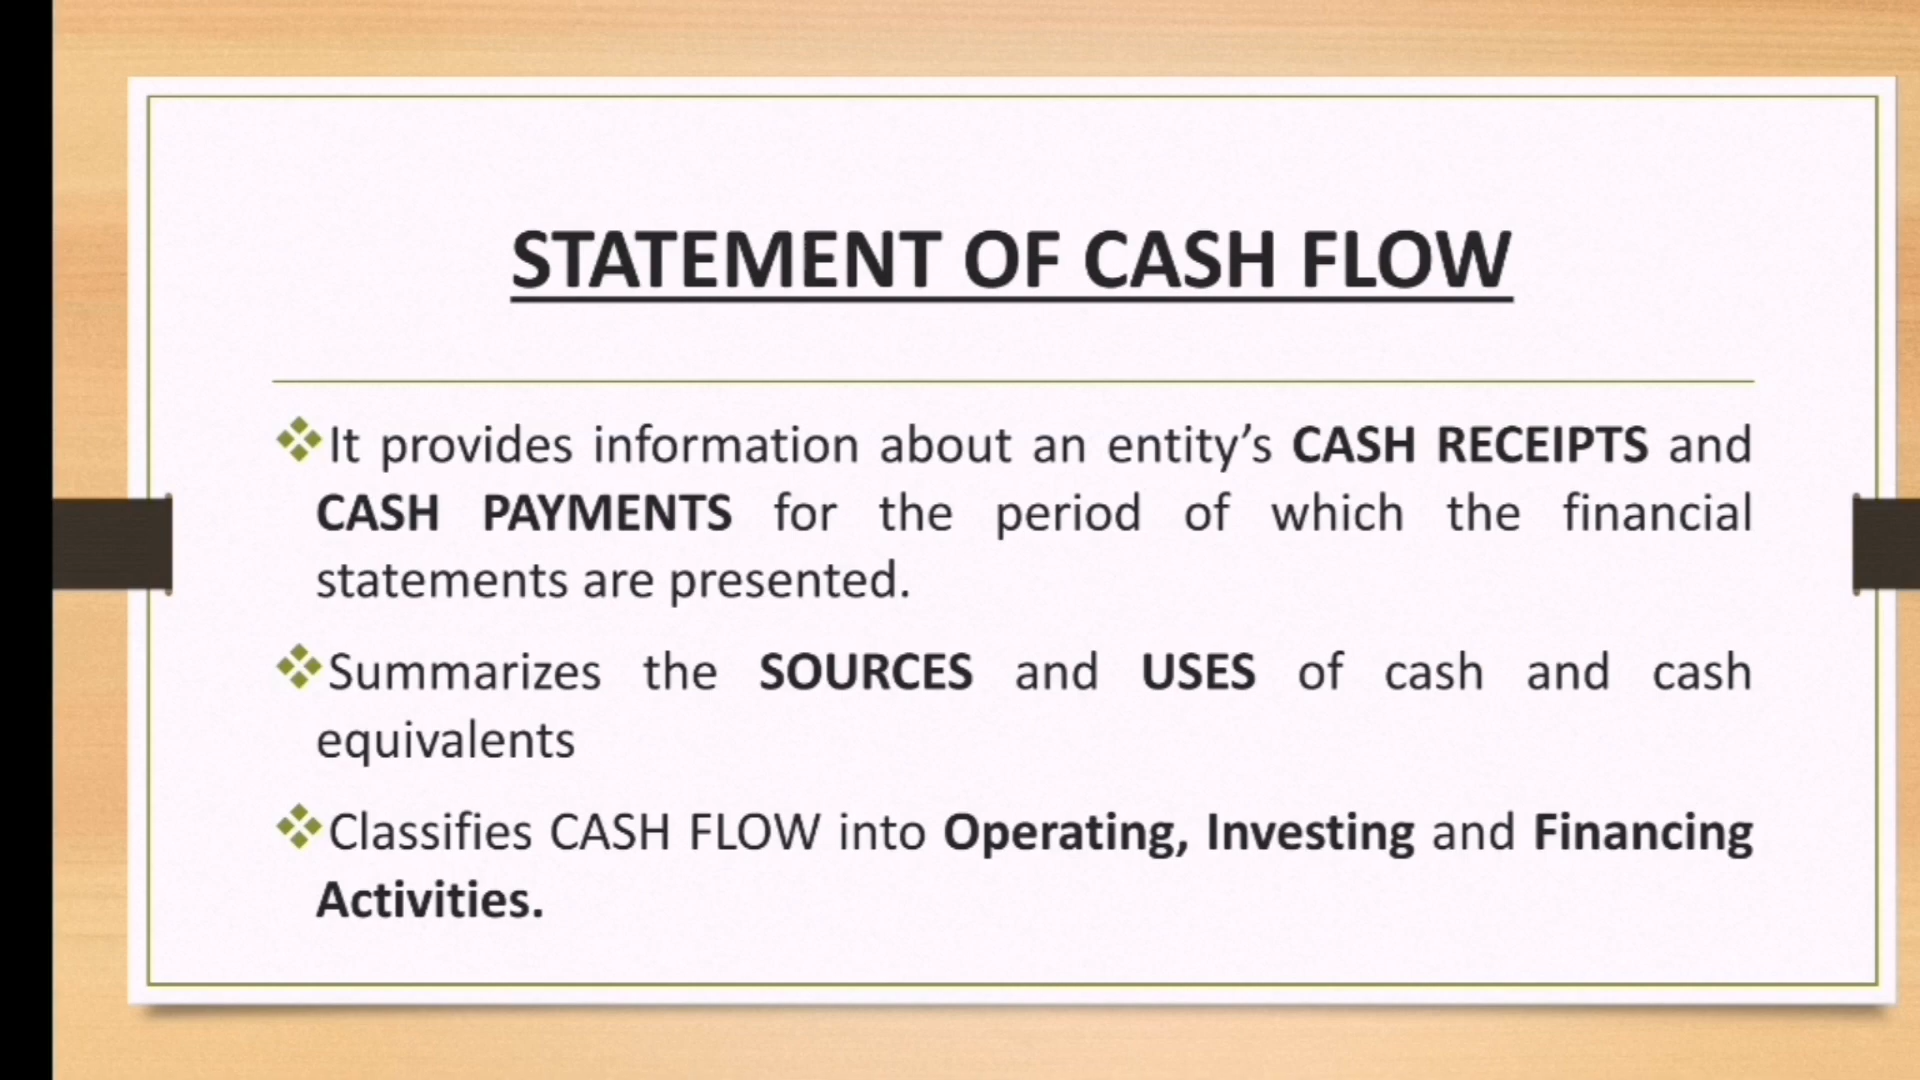 STATEMENT OF CASH FLOW
It provides information about an entity’s CASH RECEIPTS and
CASH PAYMENTS for the period of which the financial
statements are presented.
Summarizes the SOURCES and USES of cash and cash
equivalents
Classifies CASH FLOW into Operating, Investing and Financing
Activities.